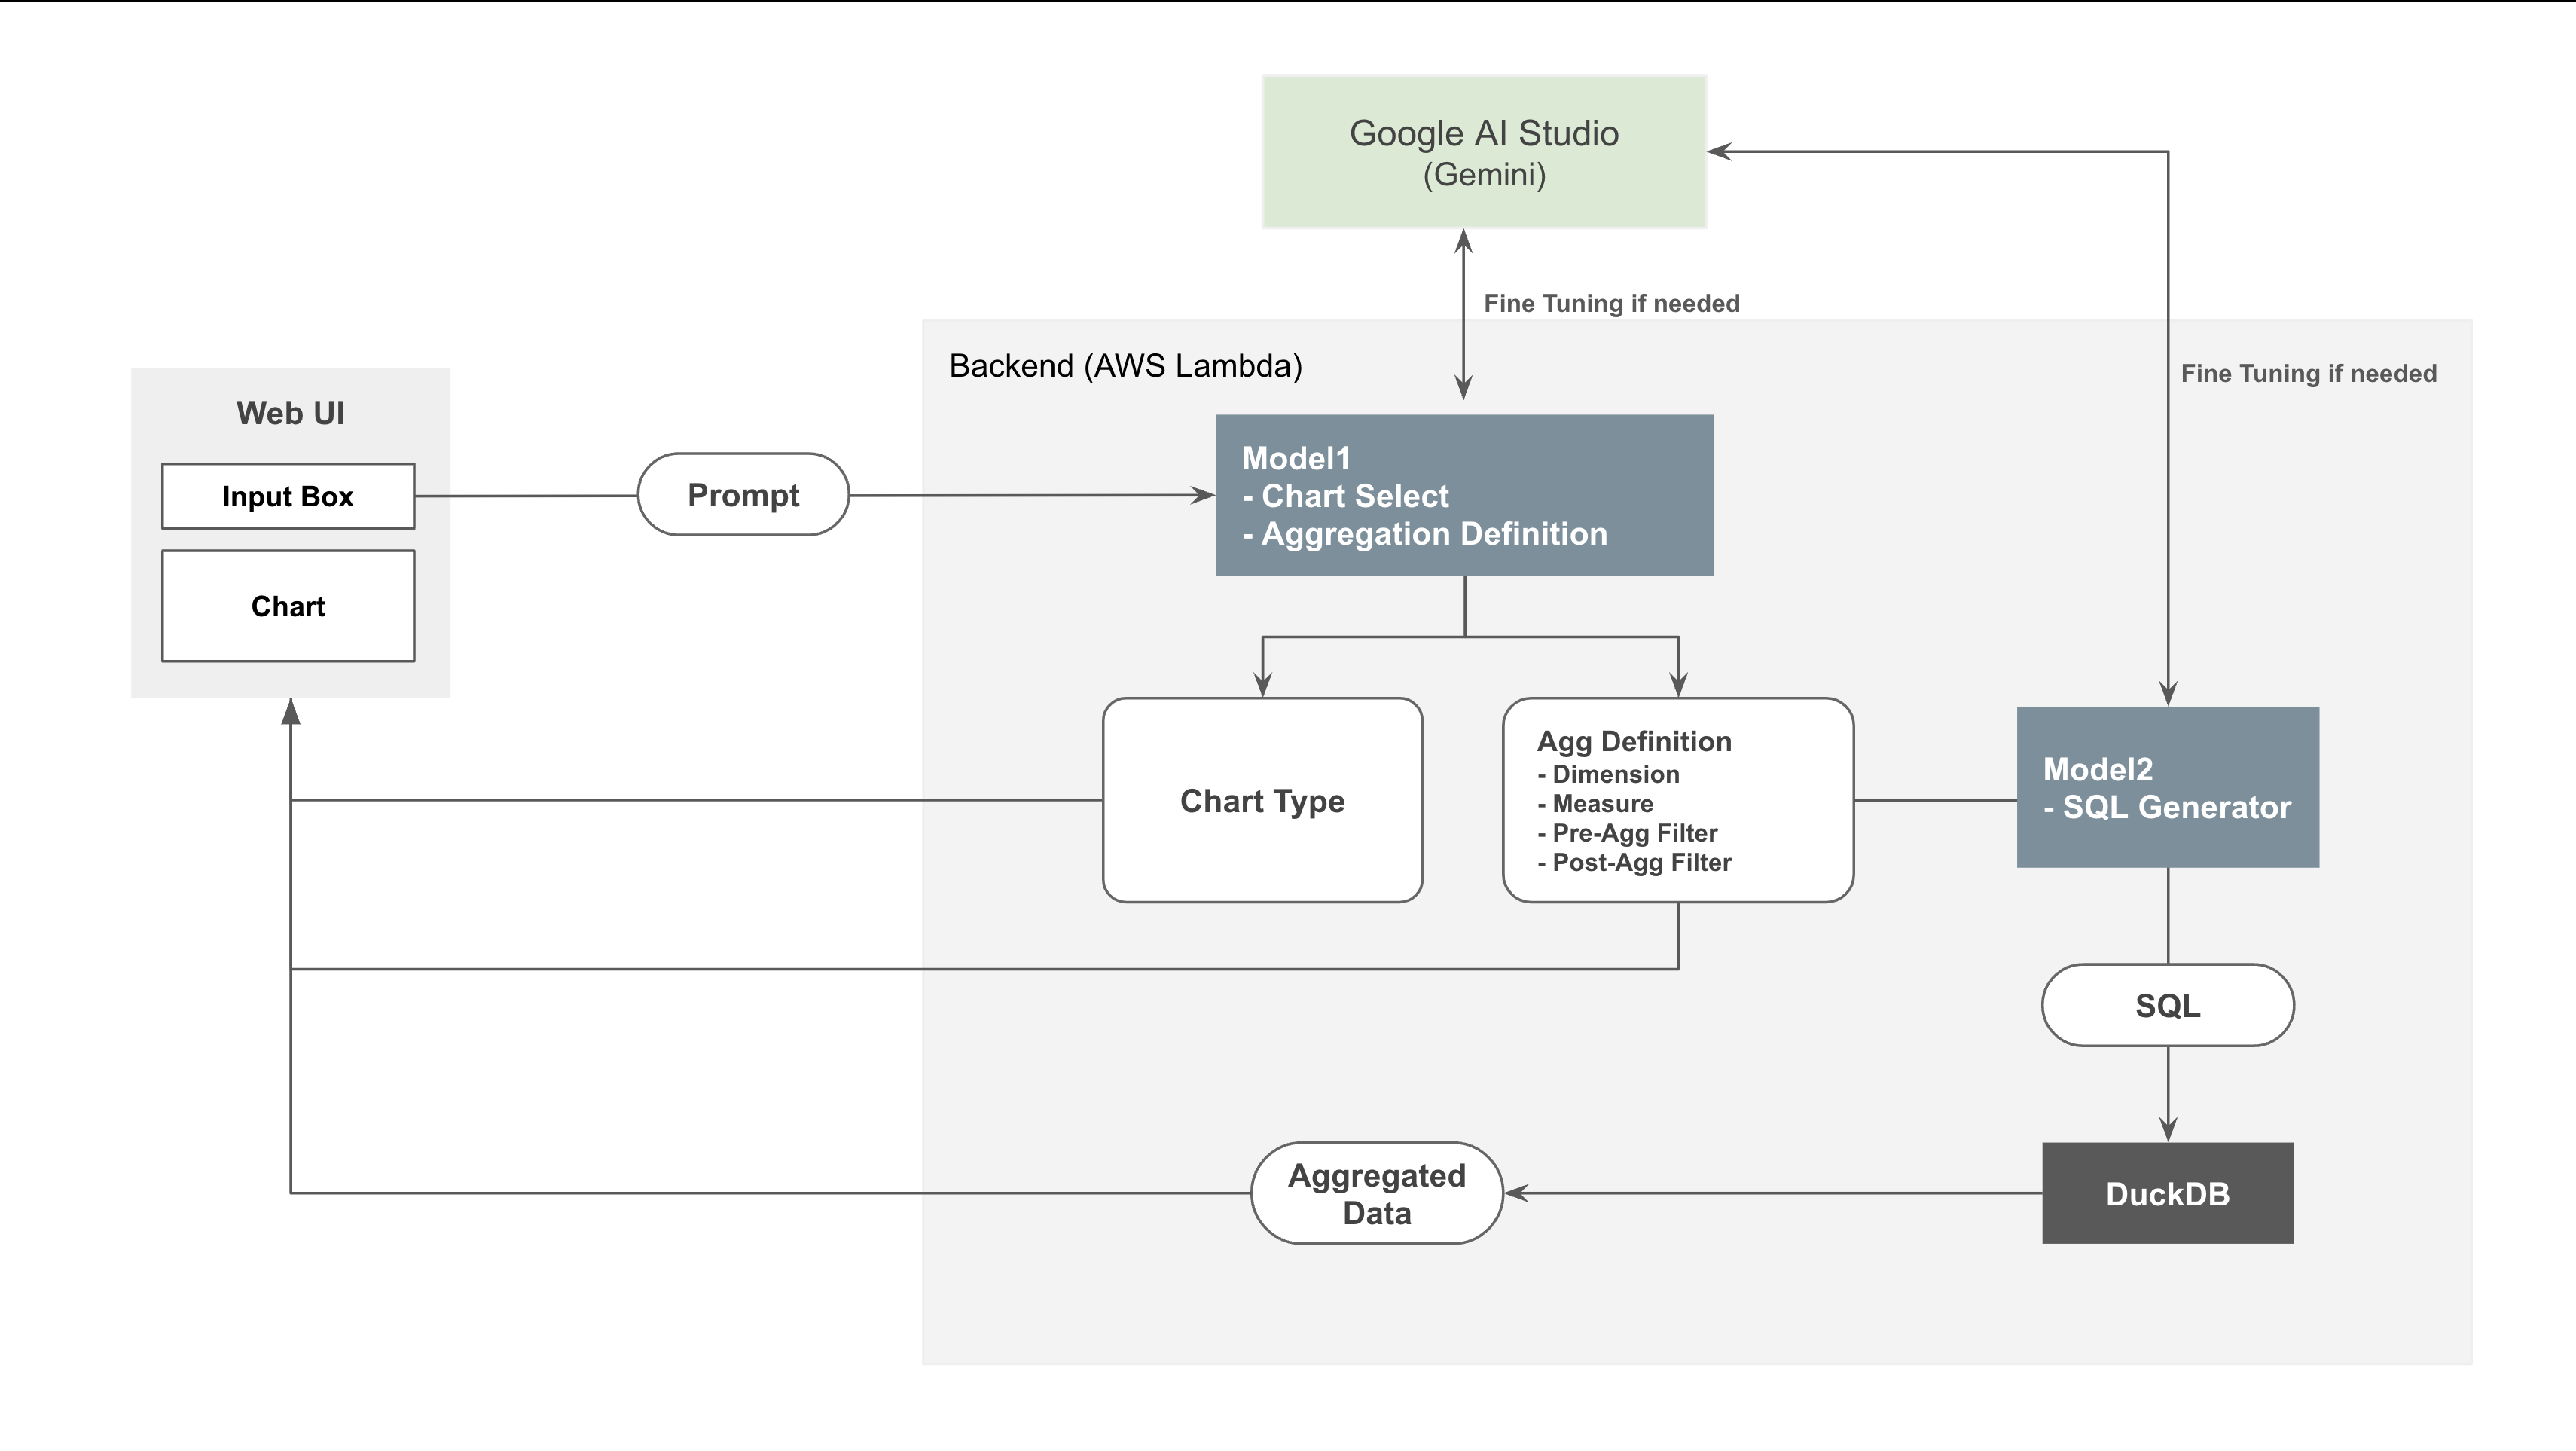 Google AI Studio
(Gemini)
Fine Tuning if needed
Backend (AWS Lambda)
Fine Tuning if needed
Web UI
Input Box
Chart
Prompt
Model1
- Chart Select
- Aggregation Definition
Chart Type
Agg Definition
- Dimension
- Measure
- Pre-Agg Filter
- Post-Agg Filter
Model2
- SQL Generator
SQL
Aggregated
Data
DuckDB